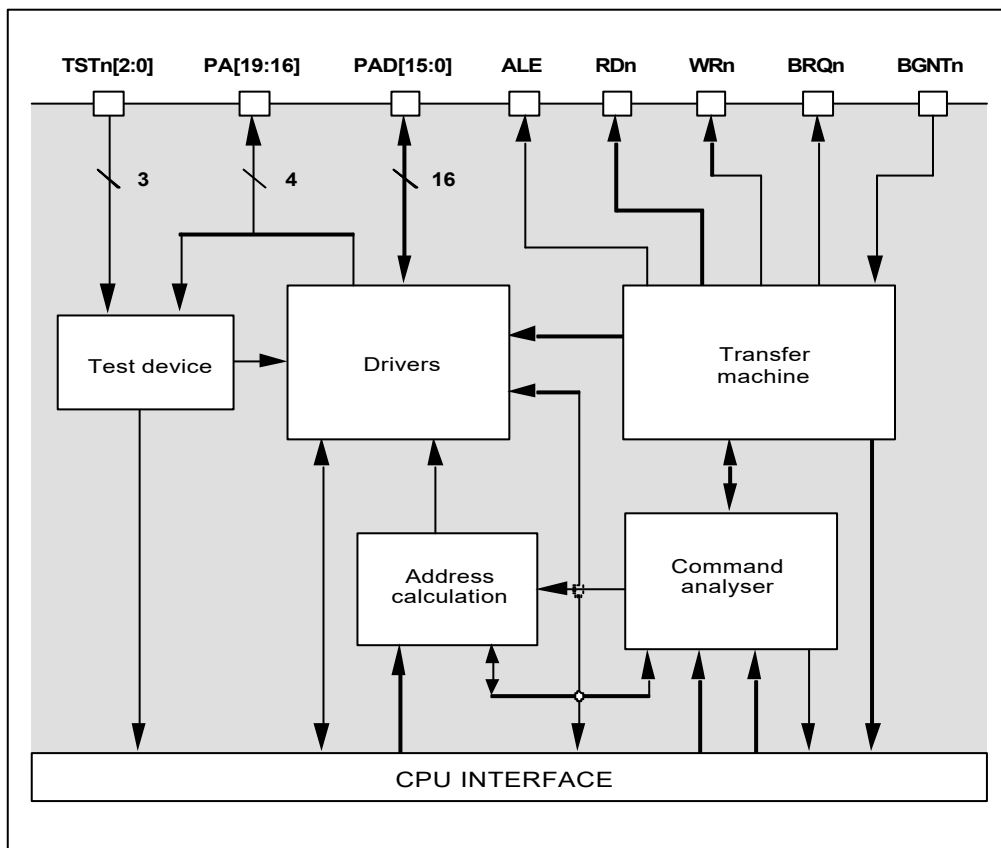 TSTn[2:0] PA[19:16] PAD[15:0] ALE RDn WRn BRQn BGNTn
3 4 16
Test device
Drivers
Transfer
machine
Address
calculation
Command
analyser
CPU INTERFACE